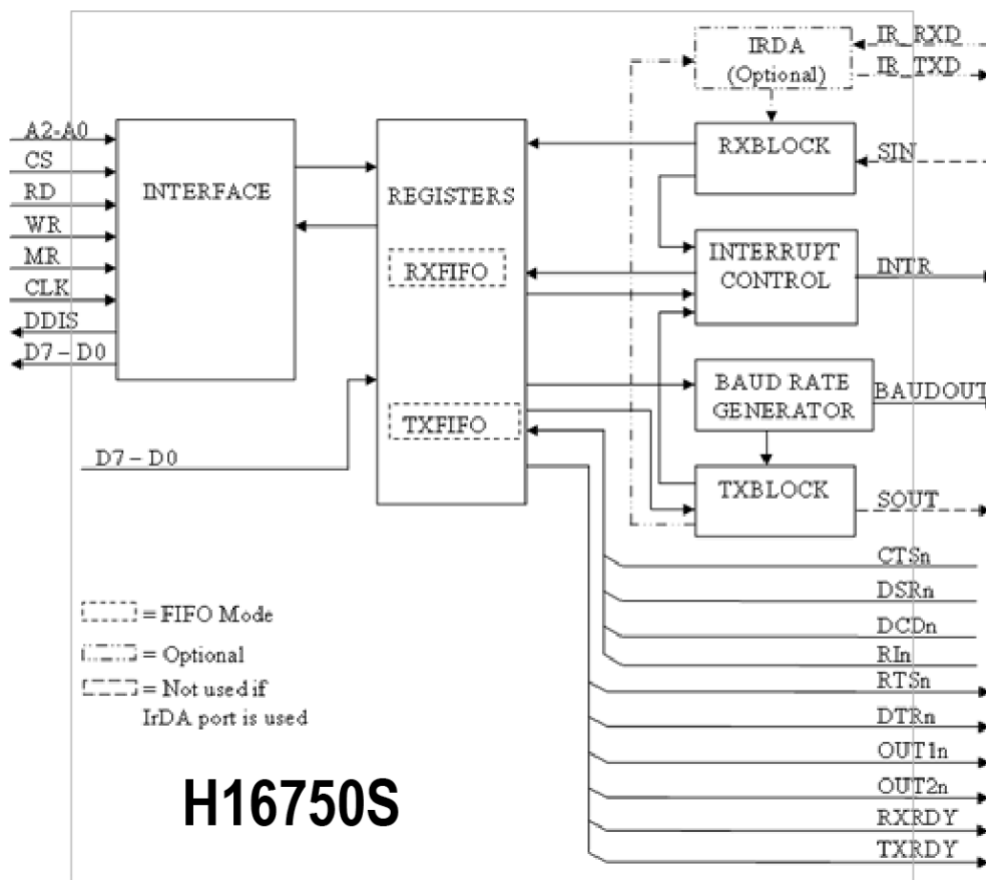 A2-A0
CS
RD
WR
MR
CLK
DDIS
D7 – D0
INTERFACE
D7 – D0
REGISTERS
RXFIFO
TXFIFO
IRDA
(Optional)
RXBLOCK
INTERRUPT
CONTROL
BAUD RATE
GENERATOR
TXBLOCK
IR_RXD
IR_TXD
SIN
INTR
BAUDOUT
SOUT
CTSn
DSRn
DCDn
RIn
RTSn
DTRn
OUT1n
OUT2n
RXRDY
TXRDY
= FIFO Mode
= Optional
= Not used if
IrDA port is used
H16750S